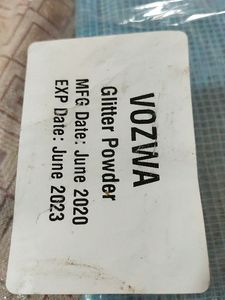 VOZWA
Glitter Powder
MFG Date: June 2020
EXP Date: June 2023